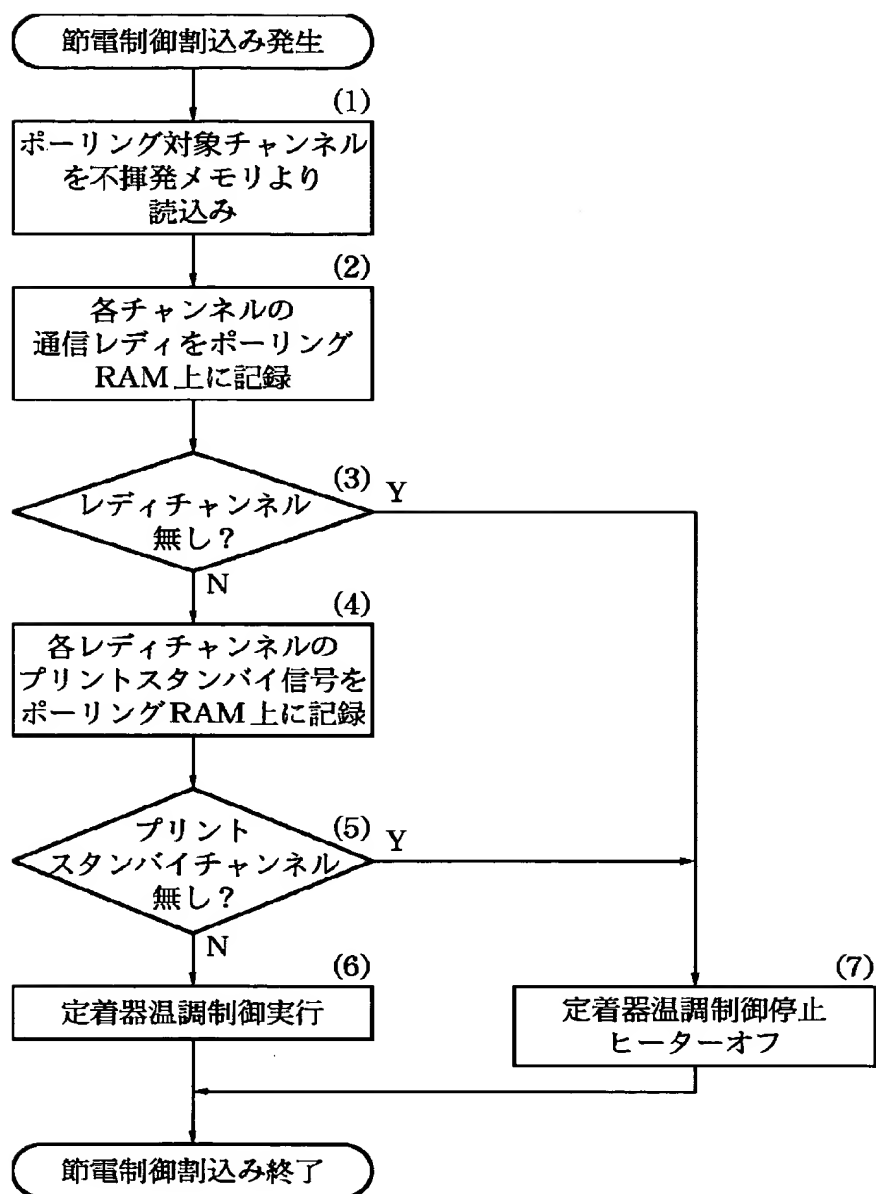 節電制御割込み発生
(1)
ポーリング対象チャンネル
を不揮発メモリより
読込み
(2)
各チャンネルの
通信レディをポーリング
RAM上に記録
(3)
Y
レディチャンネル
無し?
N
(4)
各レディチャンネルの
プリントスタンバイ信号を
ポーリングRAM上に記録
(5)
Y
プリント
スタンバイチャンネル
無し?
N
(6)
定着器温調制御実行
(7)
定着器温調制御停止
ヒーターオフ
節電制御割込み終了